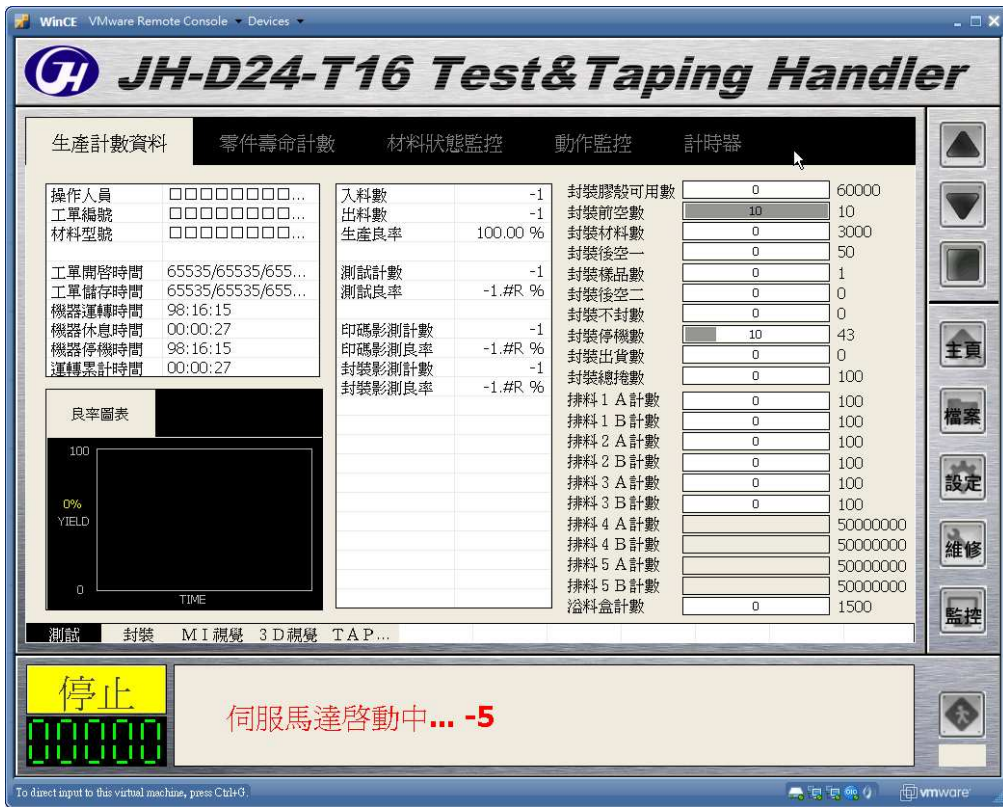 WinCE VMware Remote Console Devices
JH-D24-T16 Test&Taping Handler
生產計數資料 零件壽命計數 材料狀態監控 動作監控 計時器
操作人員 □□□□□□□□...
工單編號 □□□□□□□□...
材料型號 □□□□□□□□...
工單開啓時間 65535/65535/655...
工單儲存時間 65535/65535/655...
機器運轉時間 98:16:15
機器休息時間 00:00:27
機器停機時間 98:16:15
運轉累計時間 00:00:27
良率圖表
100
0%
YIELD
0
TIME
入料數 -1
出料數 -1
生產良率 100.00 %
測試計數 -1
測試良率 -1.#R %
印碼影測計數 -1
印碼影測良率 -1.#R %
封裝影測計數 -1
封裝影測良率 -1.#R %
封裝膠殼可用數 0 60000
封裝前空數 10 10
封裝材料數 0 3000
封裝後空一 0 50
封裝樣品數 0 1
封裝後空二 0 0
封裝不封數 0 0
封裝停機數 10 43
封裝出貨數 0 0
封裝總捲數 0 100
排料1A計數 0 100
排料1B計數 0 100
排料2A計數 0 100
排料2B計數 0 100
排料3A計數 0 100
排料3B計數 0 100
排料4A計數 50000000
排料4B計數 50000000
排料5A計數 50000000
排料5B計數 50000000
溢料盒計數 0 1500
測試 封裝 MI視覺 3D視覺 TAP...
主頁
檔案
設定
維修
監控
停止
00000
伺服馬達啓動中... -5
To direct input to this virtual machine, press Ctrl+G.
vmware